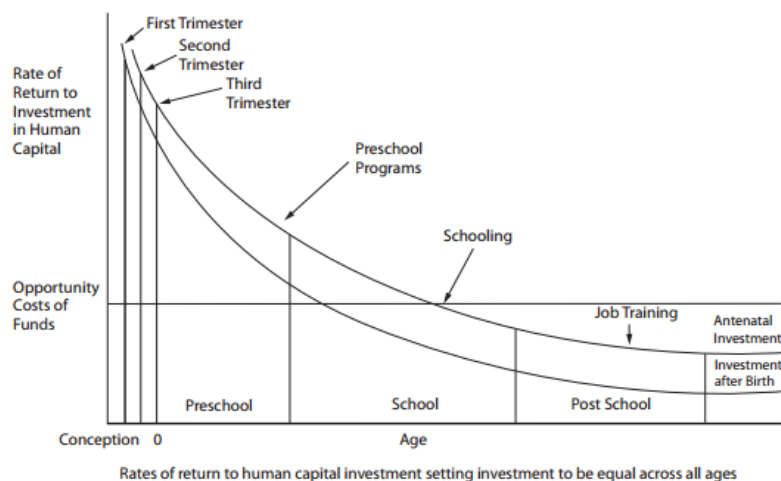 First Trimester
Second
Trimester
Third
Trimester
Rate of
Return to
Investment
in Human
Capital
Preschool
Programs
Schooling
Opportunity
Costs of
Funds
Job Training
Antenatal
Investment
Investment
after Birth
Preschool
School
Post School
Conception
0
Age
Rates of return to human capital investment setting investment to be equal across all ages